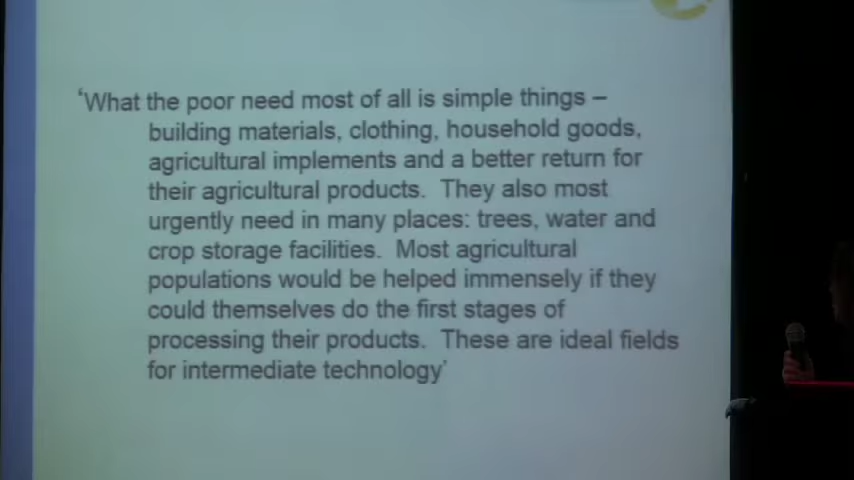 ‘What the poor need most of all is simple things –
building materials, clothing, household goods,
agricultural implements and a better return for
their agricultural products. They also most
urgently need in many places: trees, water and
crop storage facilities. Most agricultural
populations would be helped immensely if they
could themselves do the first stages of
processing their products. These are ideal fields
for intermediate technology’